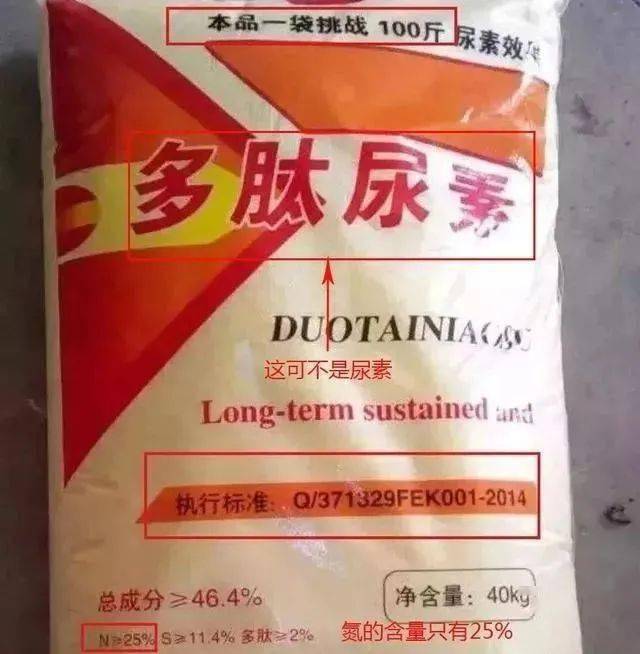 本品一袋挑战 100斤 尿素效
多肽尿素
DUOTAINIAOSU
这可不是尿素
Long-term sustained and
执行标准: Q/371329FEK001-2014
总成分≥46.4%
净含量: 40kg
N≥25% S≥11.4% 多肽≥2%
氮的含量只有25%